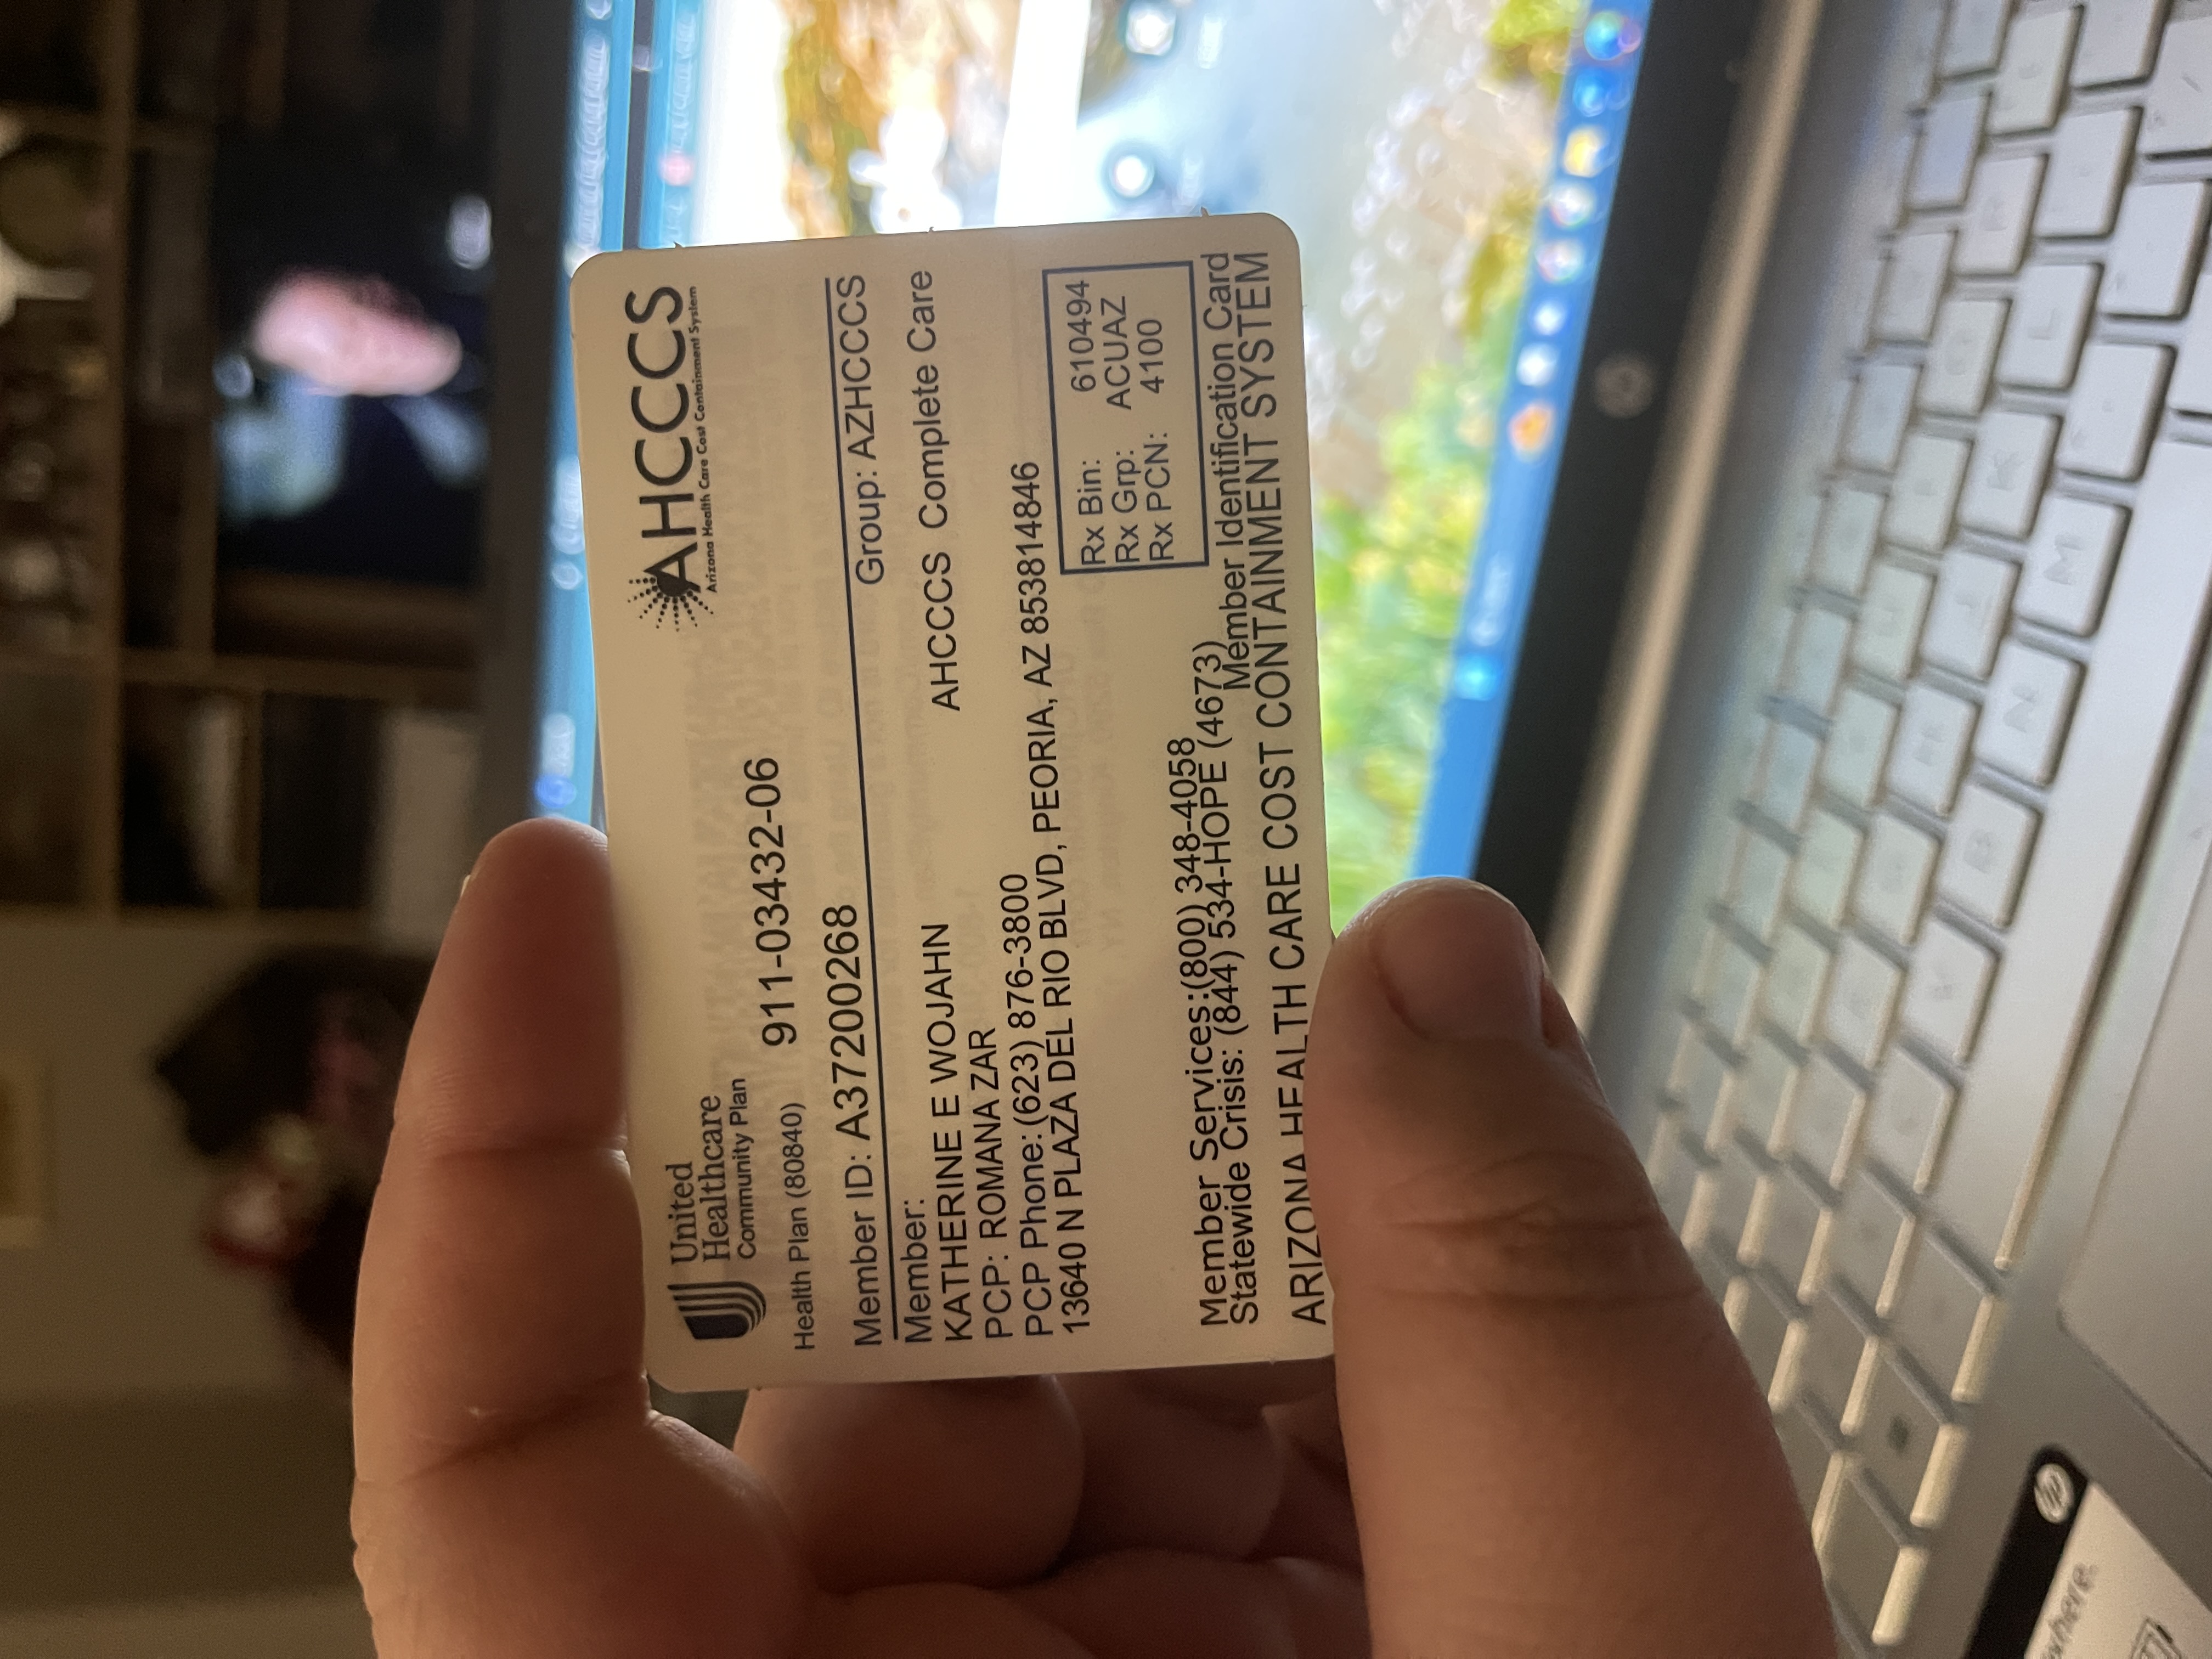 United
Healthcare
Community Plan
AHCCCS
Arizona Health Care Cost Containment System
Health Plan (80840) 911-03432-06
Member ID: A37200268 Group: AZHCCCS
Member:
KATHERINE E WOJAHN AHCCCS Complete Care
PCP: ROMANA ZAR
PCP Phone:(623) 876-3800
13640 N PLAZA DEL RIO BLVD, PEORIA, AZ 853814846
Rx Bin: 610494
Rx Grp: ACUAZ
Rx PCN: 4100
Member Services:(800) 348-4058
Statewide Crisis: (844) 534-HOPE (4673)
Member Identification Card
ARIZONA HEALTH CARE COST CONTAINMENT SYSTEM